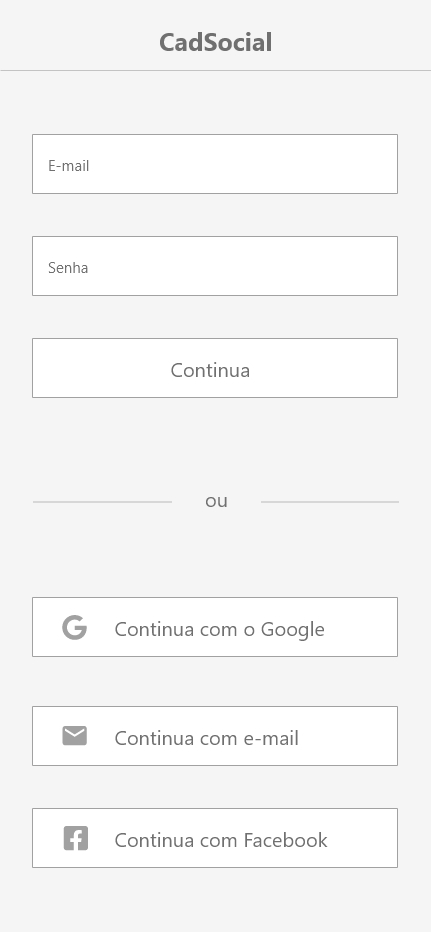 CadSocial
E-mail
Senha
Continua
ou
Continua com o Google
Continua com e-mail
Continua com Facebook